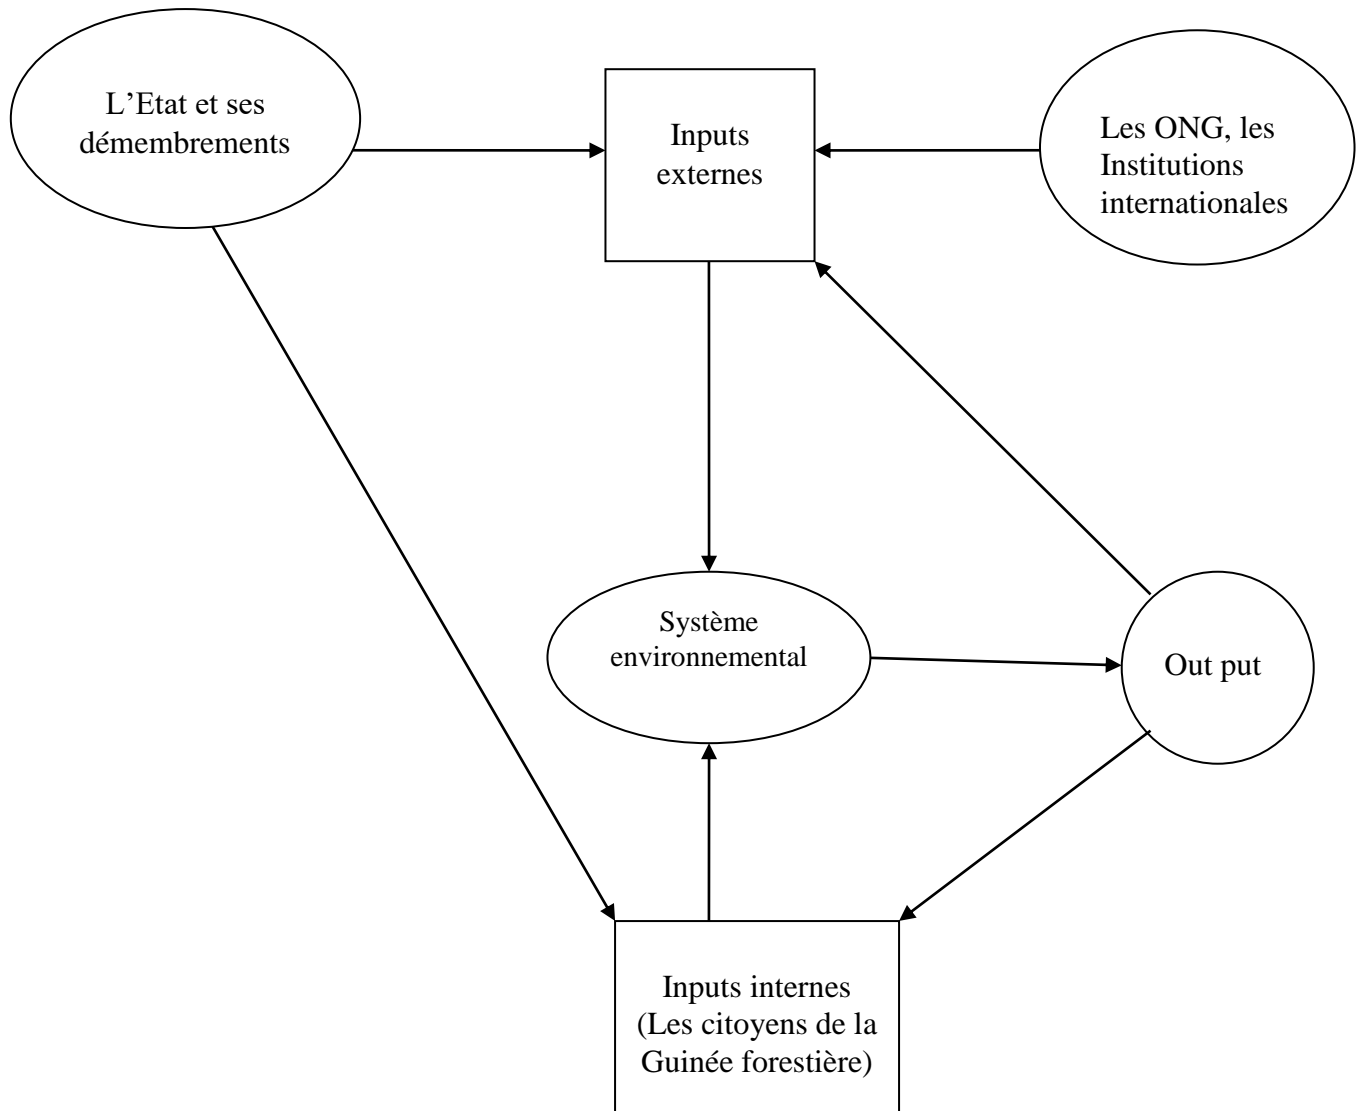 L’Etat et ses
démembrements
Inputs
externes
Les ONG, les
Institutions
internationales
Système
environnemental
Out put
Inputs internes
(Les citoyens de la
Guinée forestière)